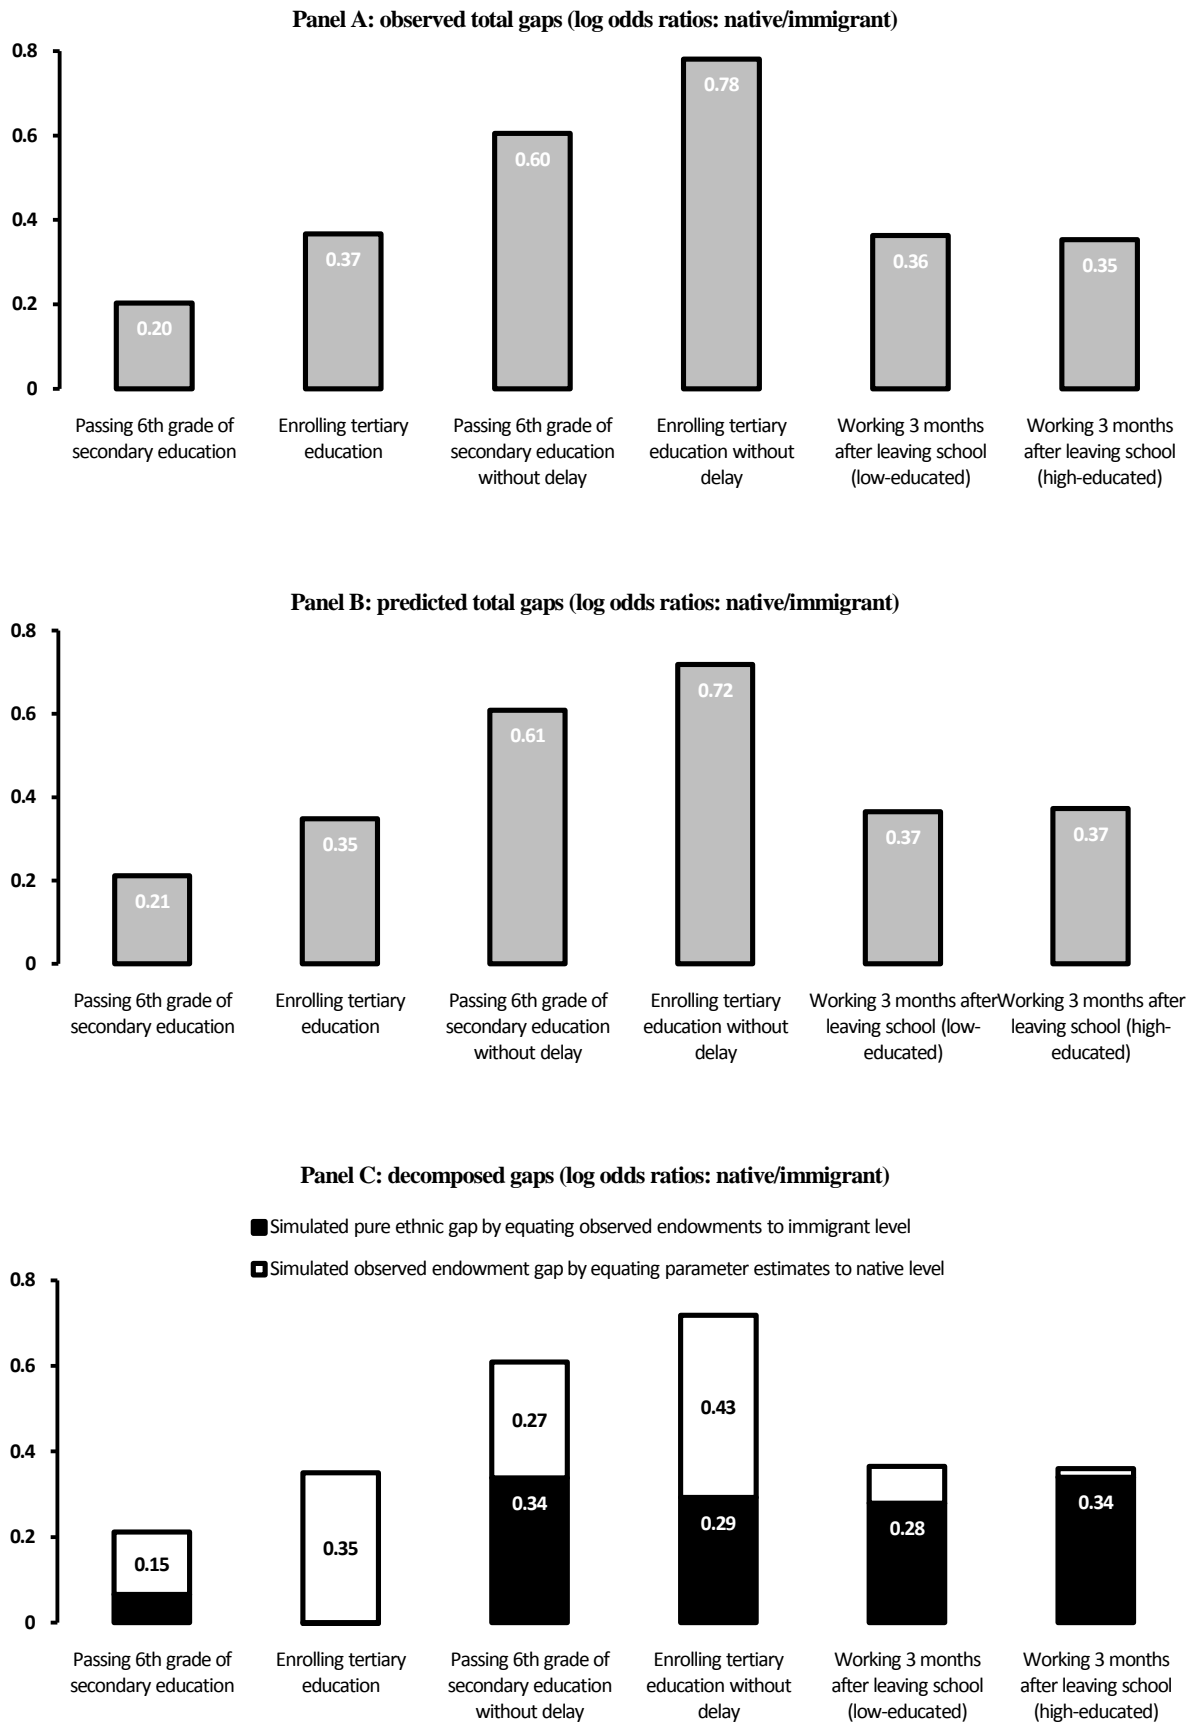 Panel A: observed total gaps (log odds ratios: native/immigrant)
0.8
0.6
0.4
0.2
0
0.20
0.37
0.60
0.78
0.36
0.35
Passing 6th grade of
secondary education
Enrolling tertiary
education
Passing 6th grade of
secondary education
without delay
Enrolling tertiary
education without
delay
Working 3 months
after leaving school
(low-educated)
Working 3 months
after leaving school
(high-educated)
Panel B: predicted total gaps (log odds ratios: native/immigrant)
0.8
0.6
0.4
0.2
0
0.21
0.35
0.61
0.72
0.37
0.37
Passing 6th grade of
secondary education
Enrolling tertiary
education
Passing 6th grade of
secondary education
without delay
Enrolling tertiary
education without
delay
Working 3 months after
leaving school (low-
educated)
Working 3 months after
leaving school (high-
educated)
Panel C: decomposed gaps (log odds ratios: native/immigrant)
Simulated pure ethnic gap by equating observed endowments to immigrant level
Simulated observed endowment gap by equating parameter estimates to native level
0.8
0.6
0.4
0.2
0
0.15
0.35
0.27
0.34
0.43
0.29
0.28
0.34
Passing 6th grade of
secondary education
Enrolling tertiary
education
Passing 6th grade of
secondary education
without delay
Enrolling tertiary
education without
delay
Working 3 months
after leaving school
(low-educated)
Working 3 months
after leaving school
(high-educated)